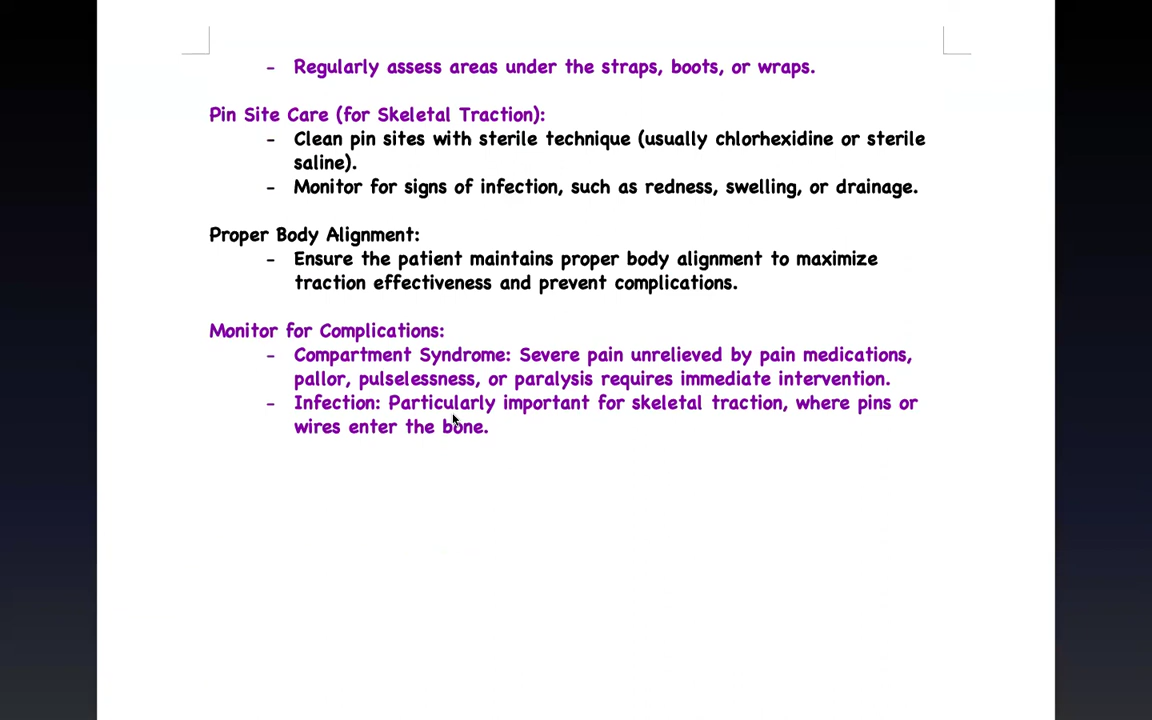 - Regularly assess areas under the straps, boots, or wraps.
Pin Site Care (for Skeletal Traction):
- Clean pin sites with sterile technique (usually chlorhexidine or sterile
saline).
- Monitor for signs of infection, such as redness, swelling, or drainage.
Proper Body Alignment:
- Ensure the patient maintains proper body alignment to maximize
traction effectiveness and prevent complications.
Monitor for Complications:
- Compartment Syndrome: Severe pain unrelieved by pain medications,
pallor, pulselessness, or paralysis requires immediate intervention.
- Infection: Particularly important for skeletal traction, where pins or
wires enter the bone.